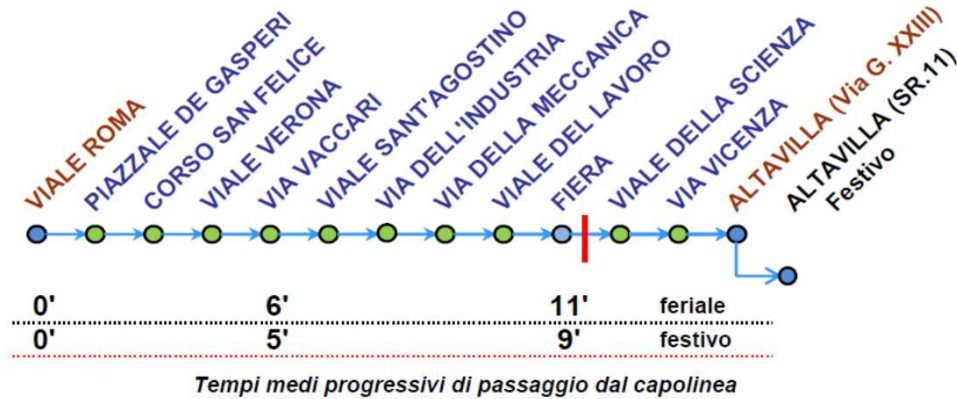 VIALE ROMA
PIAZZALE DE GASPERI
CORSO SAN FELICE
VIALE VERONA
VIA VACCARI
VIALE SANT'AGOSTINO
VIA DELL'INDUSTRIA
VIA DELLA MECCANICA
VIALE DEL LAVORO
FIERA
VIALE DELLA SCIENZA
VIA VICENZA
ALTAVILLA (Via G. XXIII)
ALTAVILLA (SR.11)
Festivo
0' 6' 11' feriale
0' 5' 9' festivo
Tempi medi progressivi di passaggio dal capolinea